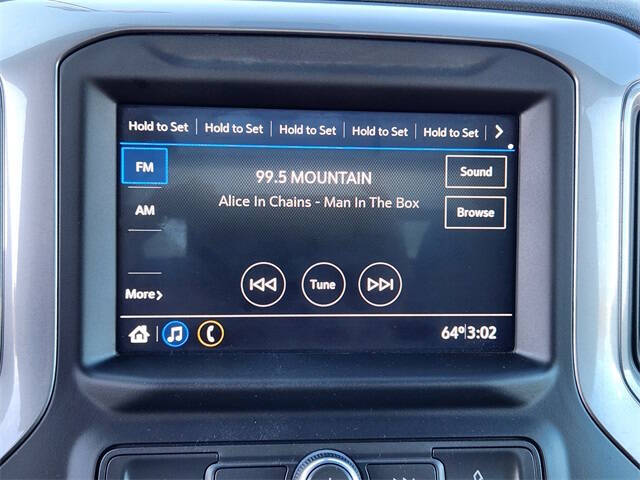 Hold to Set Hold to Set Hold to Set Hold to Set Hold to Set
FM
99.5 MOUNTAIN
Sound
Alice In Chains - Man In The Box
AM
Browse
Tune
More
64° 3:02